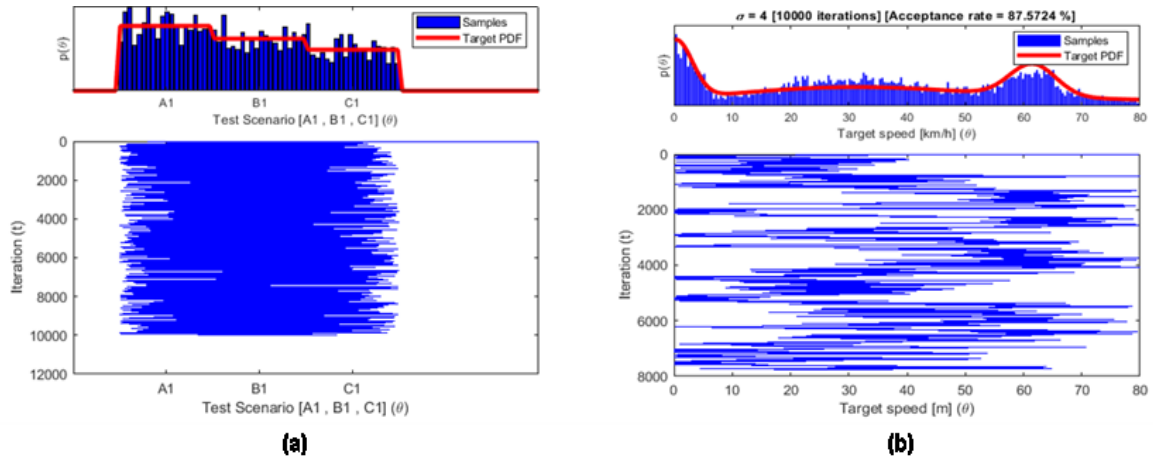 Samples
Target PDF
p(θ)
A1 B1 C1
Test Scenario [A1 , B1 , C1] (θ)
0
2000
4000
6000
8000
10000
12000
Iteration (t)
A1 B1 C1
Test Scenario [A1 , B1 , C1] (θ)
(a)
σ = 4 [10000 iterations] [Acceptance rate = 87.5724 %]
Samples
Target PDF
p(θ)
0 10 20 30 40 50 60 70 80
Target speed [km/h] (θ)
0
2000
4000
6000
8000
Iteration (t)
0 10 20 30 40 50 60 70 80
Target speed [m] (θ)
(b)